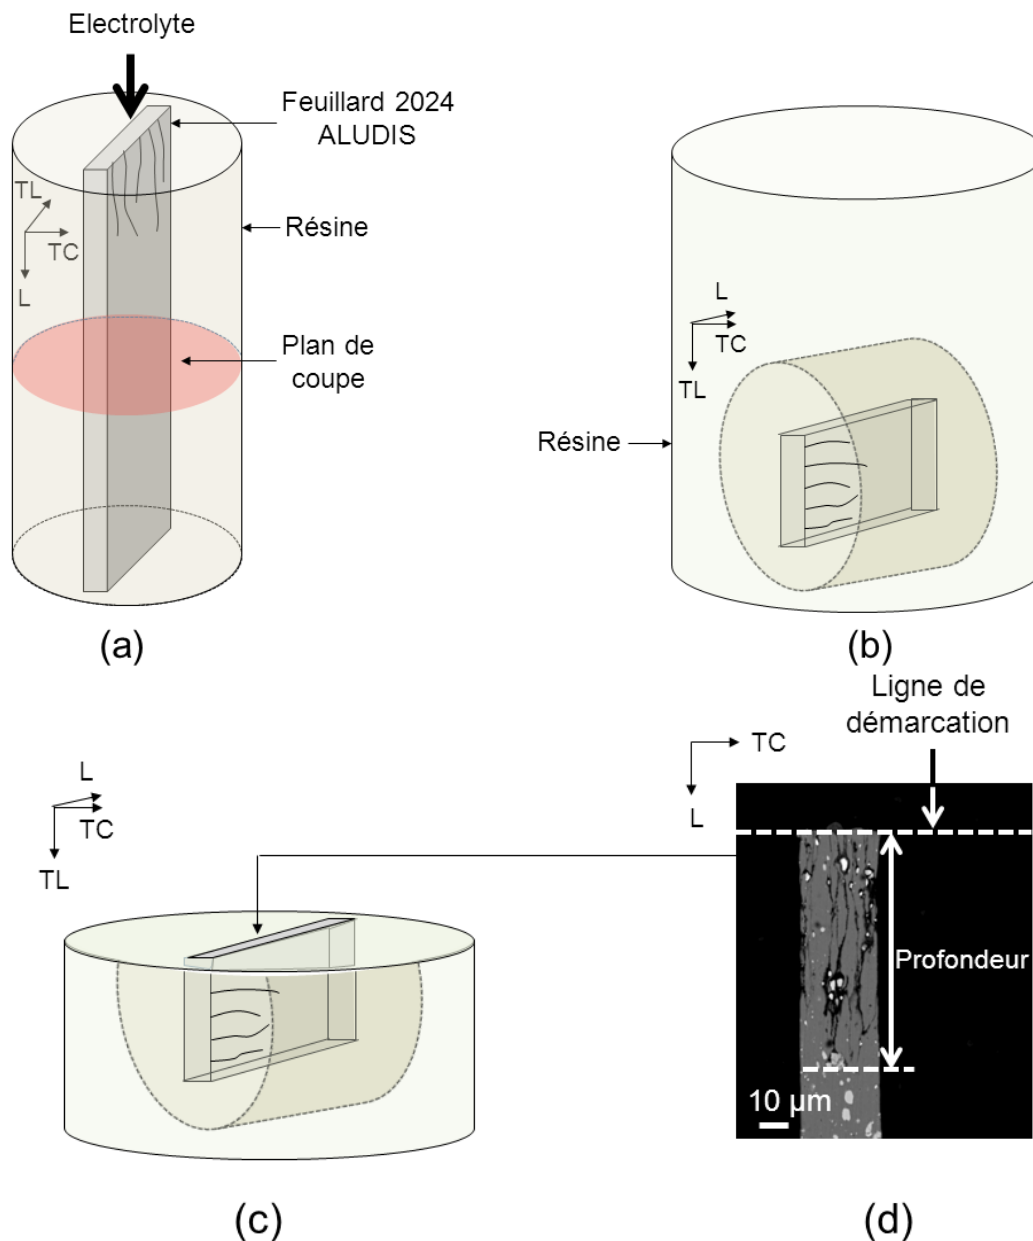 Electrolyte
Feuillard 2024
ALUDIS
TL
TC
L
Résine
Plan de
coupe
(a)
L
TC
TL
Résine
(b)
Ligne de
démarcation
TC
L
L
TC
TL
Profondeur
10 µm
(c)
(d)